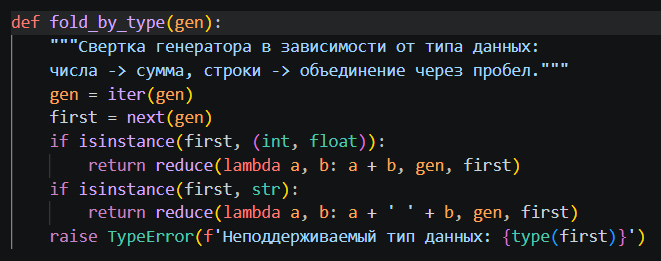 def fold_by_type(gen):
    """Свертка генератора в зависимости от типа данных:
    числа -> сумма, строки -> объединение через пробел."""
    gen = iter(gen)
    first = next(gen)
    if isinstance(first, (int, float)):
        return reduce(lambda a, b: a + b, gen, first)
    if isinstance(first, str):
        return reduce(lambda a, b: a + ' ' + b, gen, first)
    raise TypeError(f'Неподдерживаемый тип данных: {type(first)}')